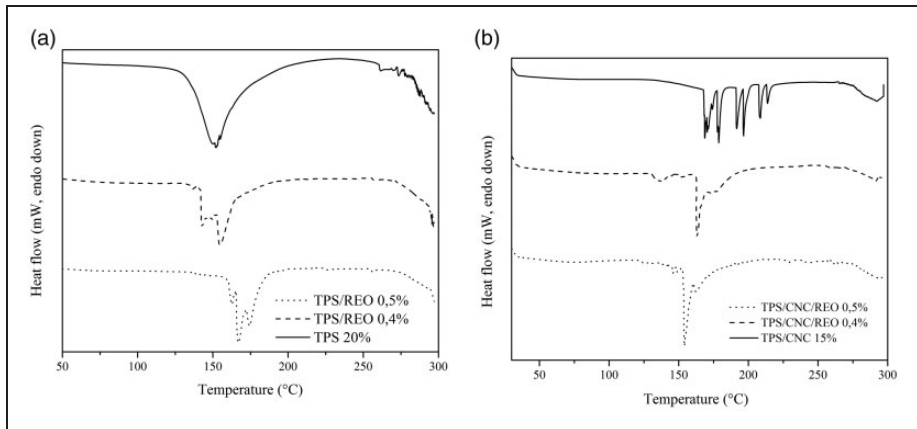 (a)
Heat flow (mW, endo down)
TPS/REO 0,5%
TPS/REO 0,4%
TPS 20%
50 100 150 200 250 300
Temperature (°C)
(b)
Heat flow (mW, endo down)
TPS/CNC/REO 0,5%
TPS/CNC/REO 0,4%
TPS/CNC 15%
50 100 150 200 250 300
Temperature (°C)